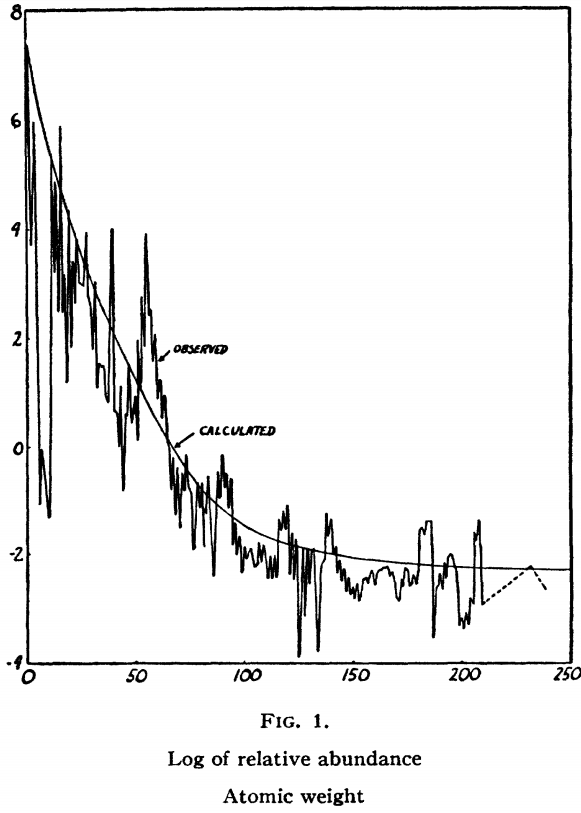 8
6
4
2
0
-2
-4
OBSERVED
CALCULATED
0
50
100
150
200
250
FIG. 1.
Log of relative abundance
Atomic weight